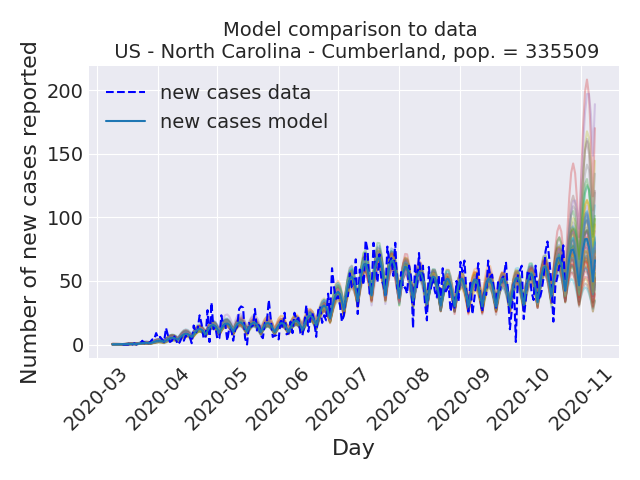 Model comparison to data
US - North Carolina - Cumberland, pop. = 335509
Number of new cases reported
200
150
100
50
0
new cases data
new cases model
2020-03
2020-04
2020-05
2020-06
2020-07
2020-08
2020-09
2020-10
2020-11
Day